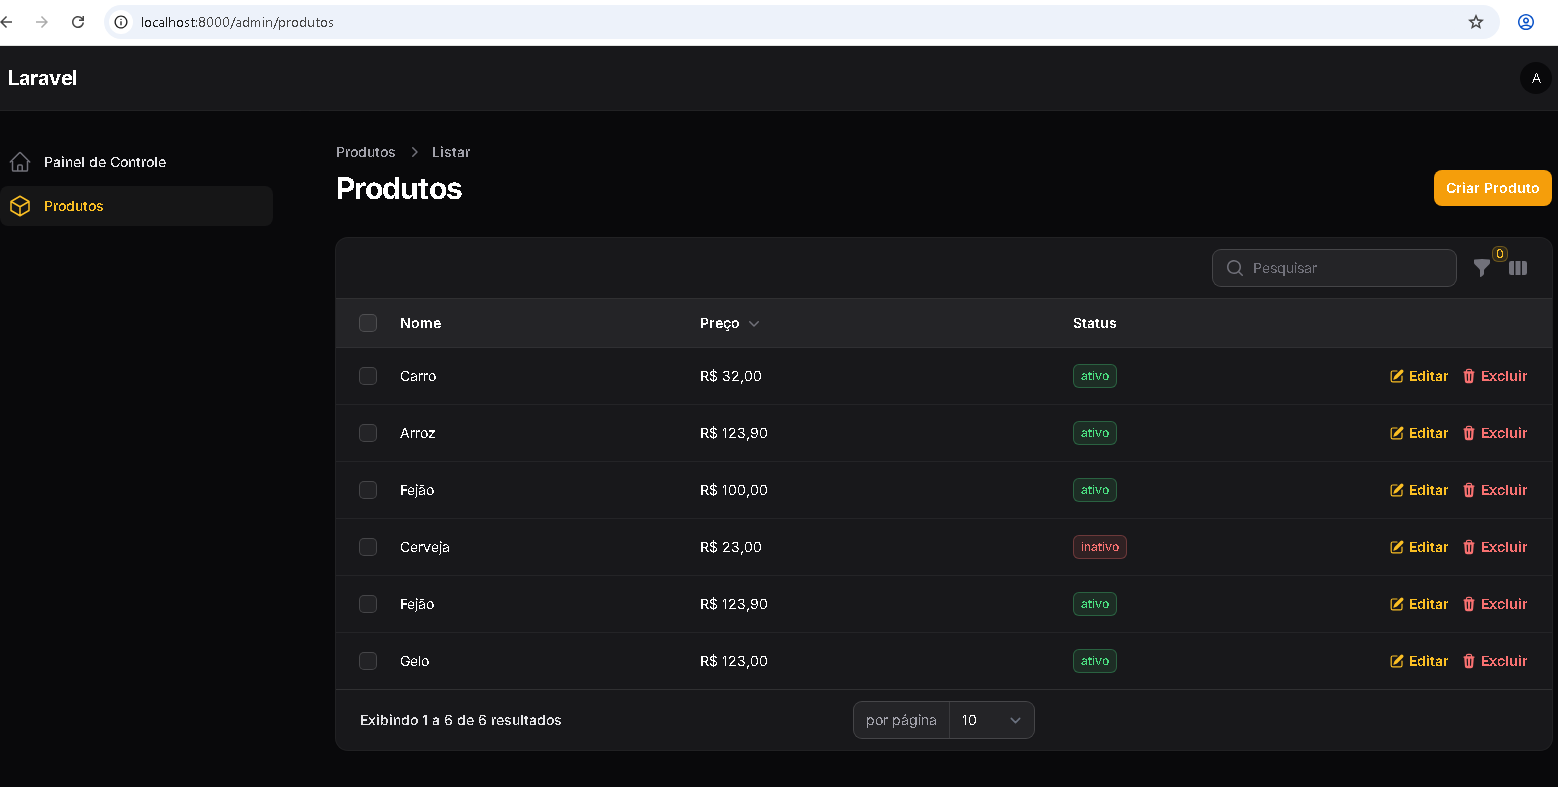 localhost:8000/admin/produtos
Laravel
A
Painel de Controle
Produtos
Produtos > Listar
Produtos
Criar Produto
Pesquisar
0
Nome Preço Status
Carro R$ 32,00 ativo Editar Excluir
Arroz R$ 123,90 ativo Editar Excluir
Fejão R$ 100,00 ativo Editar Excluir
Cerveja R$ 23,00 inativo Editar Excluir
Fejão R$ 123,90 ativo Editar Excluir
Gelo R$ 123,00 ativo Editar Excluir
Exibindo 1 a 6 de 6 resultados por página 10